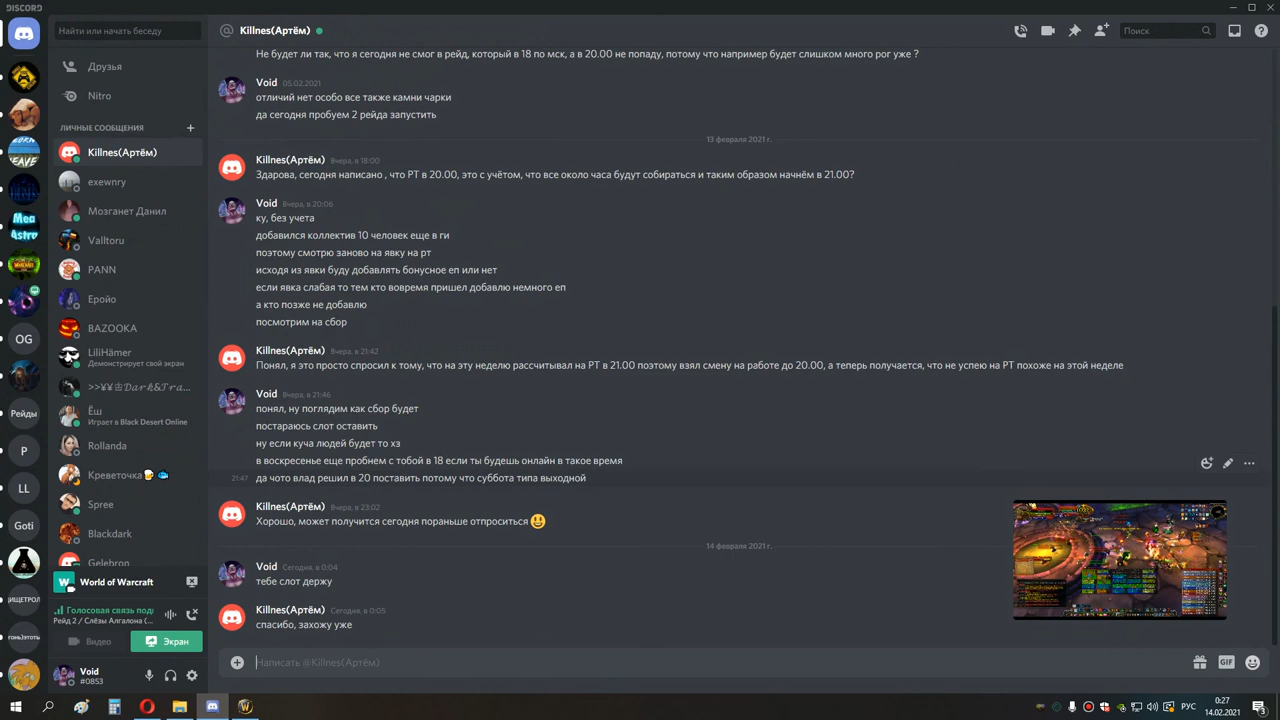 DISCORD
Найти или начать беседу
Killnes(Артём)
Поиск
Друзья
Nitro
ЛИЧНЫЕ СООБЩЕНИЯ
Killnes(Артём)
exewnry
Мозганет Данил
Valltoru
PANN
Еройо
BAZOOKA
LiliHämer
Демонстрирует свой экран
Ёш
Играет в Black Desert Online
Rollanda
Креветочка🍺 🐟
Spree
Blackdark
Gelebron
World of Warcraft
Голосовая связь под
Рейд 2 / Слёзы Алгалона (...
Видео
Экран
Void
#0853
Mea
Astro
OG
Рейды
P
LL
Goti
Не будет ли так, что я сегодня не смог в рейд, который в 18 по мск, а в 20.00 не попаду, потому что например будет слишком много рог уже ?
Void 05.02.2021
отличий нет особо все также камни чарки
да сегодня пробуем 2 рейда запустить
13 февраля 2021 г.
Killnes(Артём) Вчера, в 18:00
Здарова, сегодня написано , что РТ в 20.00, это с учётом, что все около часа будут собираться и таким образом начнём в 21.00?
Void Вчера, в 20:06
ку, без учета
добавился коллектив 10 человек еще в ги
поэтому смотрю заново на явку на рт
исходя из явки буду добавлять бонусное еп или нет
если явка слабая то тем кто вовремя пришел добавлю немного еп
а кто позже не добавлю
посмотрим на сбор
Killnes(Артём) Вчера, в 21:42
Понял, я это просто спросил к тому, что на эту неделю рассчитывал на РТ в 21.00 поэтому взял смену на работе до 20.00, а теперь получается, что не успею на РТ похоже на этой неделе
Void Вчера, в 21:46
понял, ну поглядим как сбор будет
постараюсь слот оставить
ну если куча людей будет то хз
в воскресенье еще пробнем с тобой в 18 если ты будешь онлайн в такое время
21:47 да чото влад решил в 20 поставить потому что суббота типа выходной
Killnes(Артём) Вчера, в 23:02
Хорошо, может получится сегодня пораньше отпроситься 😃
14 февраля 2021 г.
Void Сегодня, в 0:04
тебе слот держу
Killnes(Артём) Сегодня, в 0:05
спасибо, захожу уже
Написать @Killnes(Артём)
GIF
РУС
0:27
14.02.2021